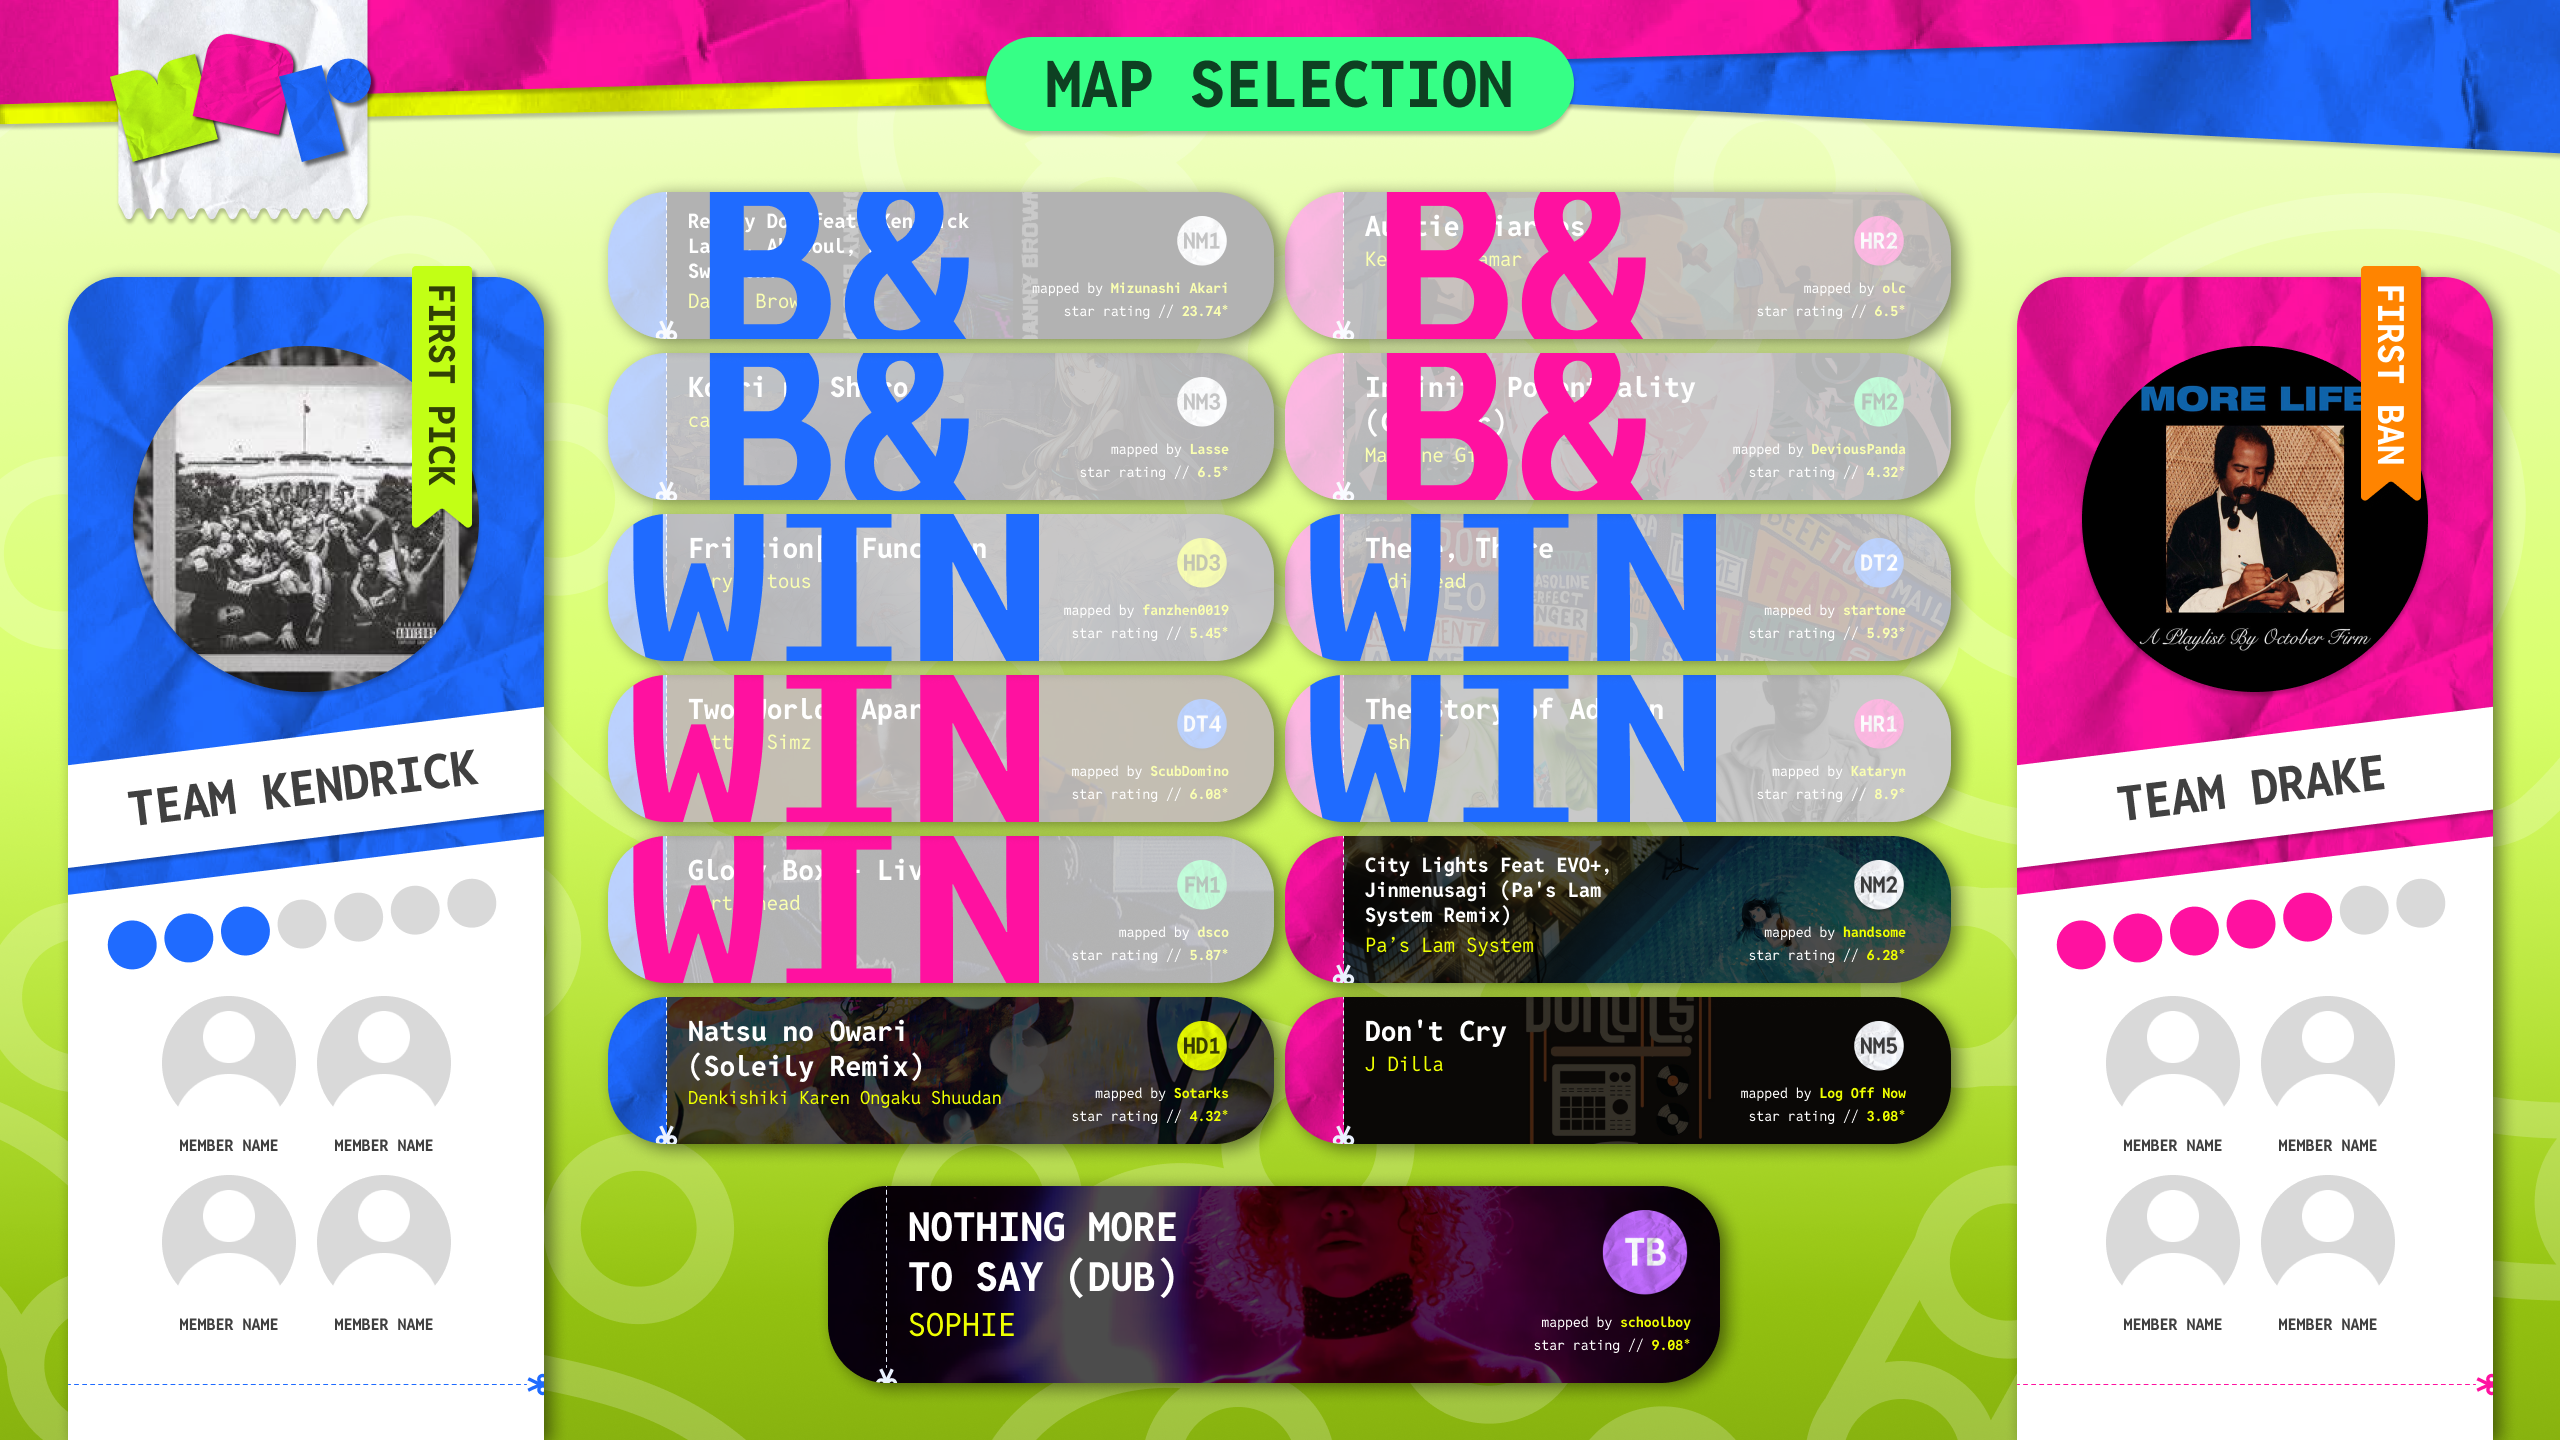 MAP SELECTION
FIRST PICK
TEAM KENDRICK
MEMBER NAME
MEMBER NAME
MEMBER NAME
MEMBER NAME
B&
NM1
mapped by Mizunashi Akari
star rating // 23.74*
B&
NM3
mapped by Lasse
star rating // 6.5*
WIN
HD3
mapped by fanzhen0019
star rating // 5.45*
WIN
DT4
Simz
mapped by ScubDomino
star rating // 6.08*
WIN
FM1
mapped by dsco
star rating // 5.87*
Natsu no Owari
(Soleily Remix)
Denkishiki Karen Ongaku Shuudan
HD1
mapped by Sotarks
star rating // 4.32*
B&
HR2
mapped by olc
star rating // 6.5*
B&
FM2
mapped by DeviousPanda
star rating // 4.32*
WIN
DT2
mapped by startone
star rating // 5.93*
WIN
HR1
mapped by Kataryn
star rating // 8.9*
City Lights Feat EVO+,
Jinmenusagi (Pa's Lam
System Remix)
Pa’s Lam System
NM2
mapped by handsome
star rating // 6.28*
Don't Cry
J Dilla
NM5
mapped by Log Off Now
star rating // 3.08*
NOTHING MORE
TO SAY (DUB)
SOPHIE
TB
mapped by schoolboy
star rating // 9.08*
FIRST BAN
MORE LIFE
A Playlist By October Firm
TEAM DRAKE
MEMBER NAME
MEMBER NAME
MEMBER NAME
MEMBER NAME